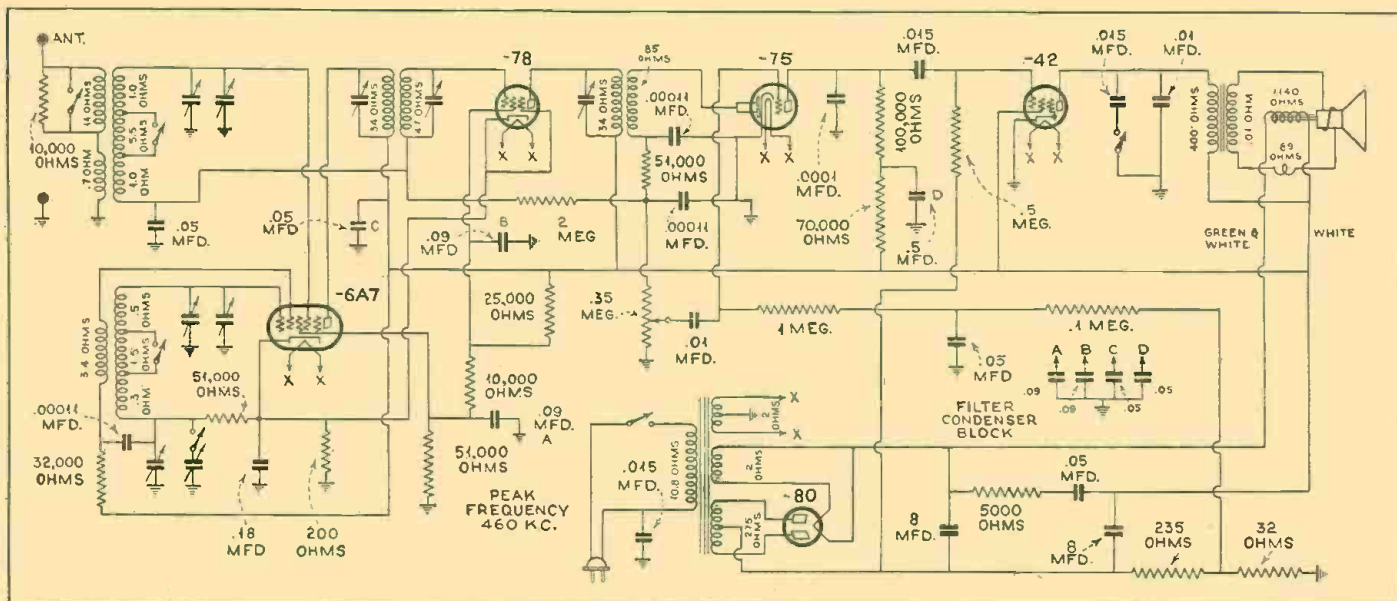 ANT.
10,000
OHMS
14 OHMS
.7 OHM
1.0
OHMS
5.5
OHMS
4.0
OHM
.05
MFD.
.05
MFD
C
34 OHMS
47 OHMS
-78
X X
34 OHMS
85
OHMS
.00011
MFD.
51,000
OHMS
.00011
MFD.
-75
X X
.0001
MFD.
.015
MFD.
100,000
OHMS
70,000
OHMS
D
.5
MFD.
-42
X X
.5
MEG.
.015
MFD.
.01
MFD.
400 OHMS
.01 OHM
1140
OHMS
89
OHMS
GREEN &
WHITE
WHITE
.09
MFD
B
2
MEG
-6A7
X X
3.4 OHMS
.5
OHMS
1.5
OHMS
.3
OHM
51,000
OHMS
.00011
MFD.
32,000
OHMS
.18
MFD
200
OHMS
25,000
OHMS
.35
MEG.
.01
MFD.
10,000
OHMS
.09
MFD.
A
51,000
OHMS
PEAK
FREQUENCY
460 K.C.
1 MEG.
.1 MEG.
.05
MFD
A B C D
.09 .09 .05 .05
FILTER
CONDENSER
BLOCK
.015
MFD.
10.8 OHMS
.2
OHMS
X
X
.2
OHMS
275
OHMS
-80
8
MFD.
5000
OHMS
.05
MFD.
8
MFD.
235
OHMS
32
OHMS